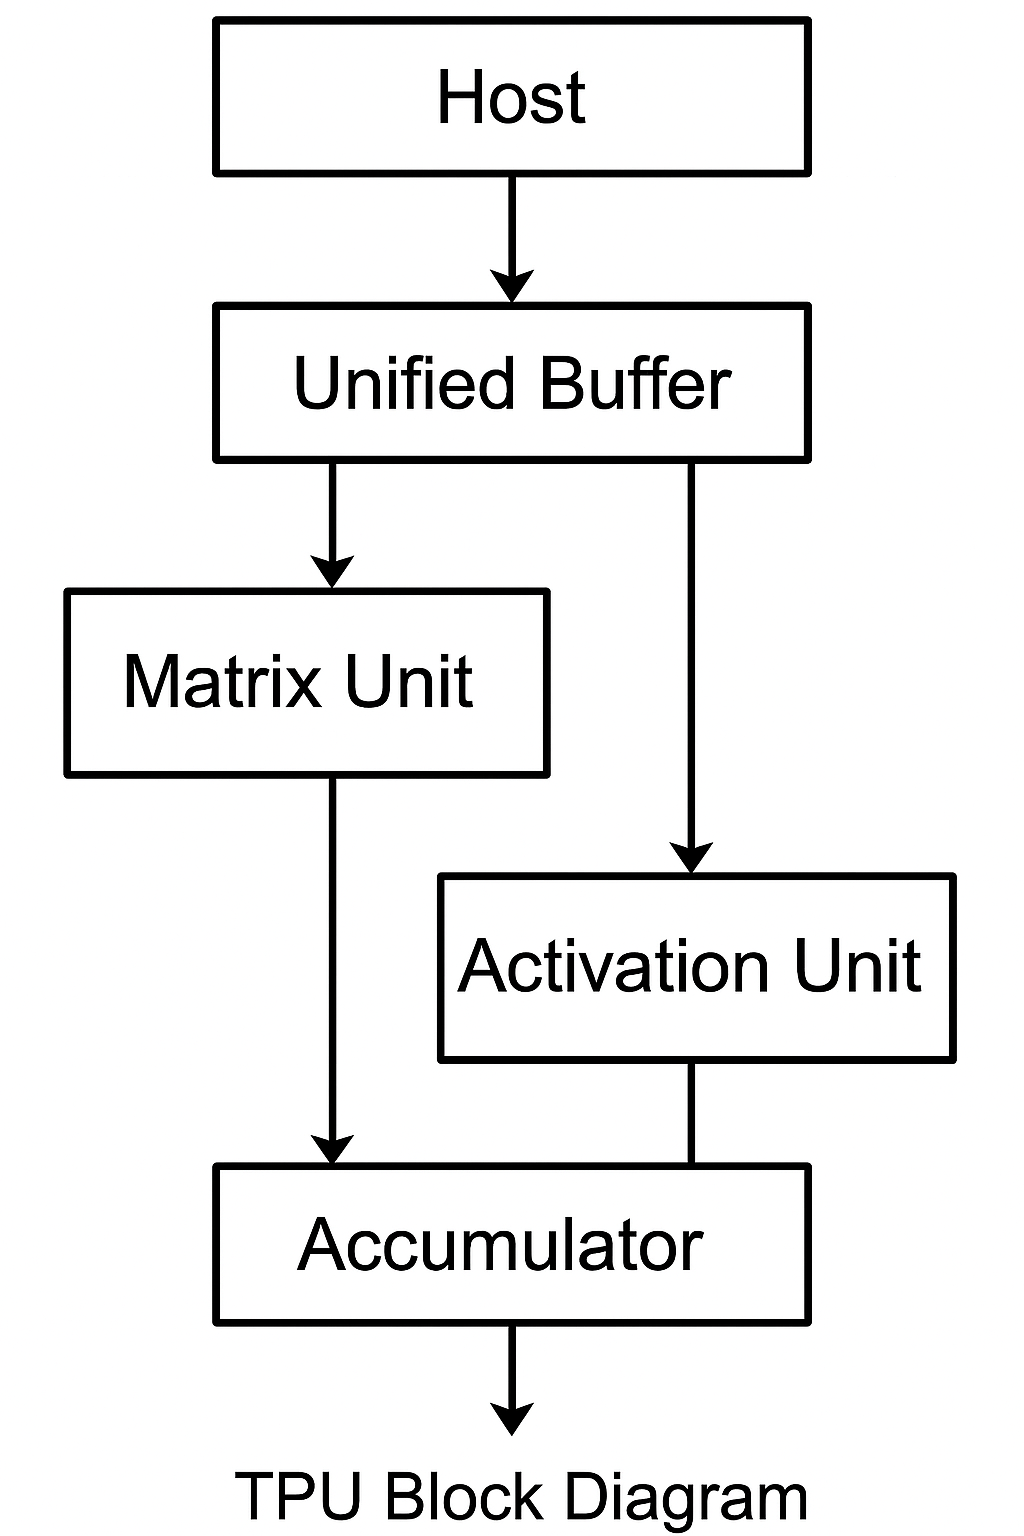 Host
Unified Buffer
Matrix Unit
Activation Unit
Accumulator
TPU Block Diagram